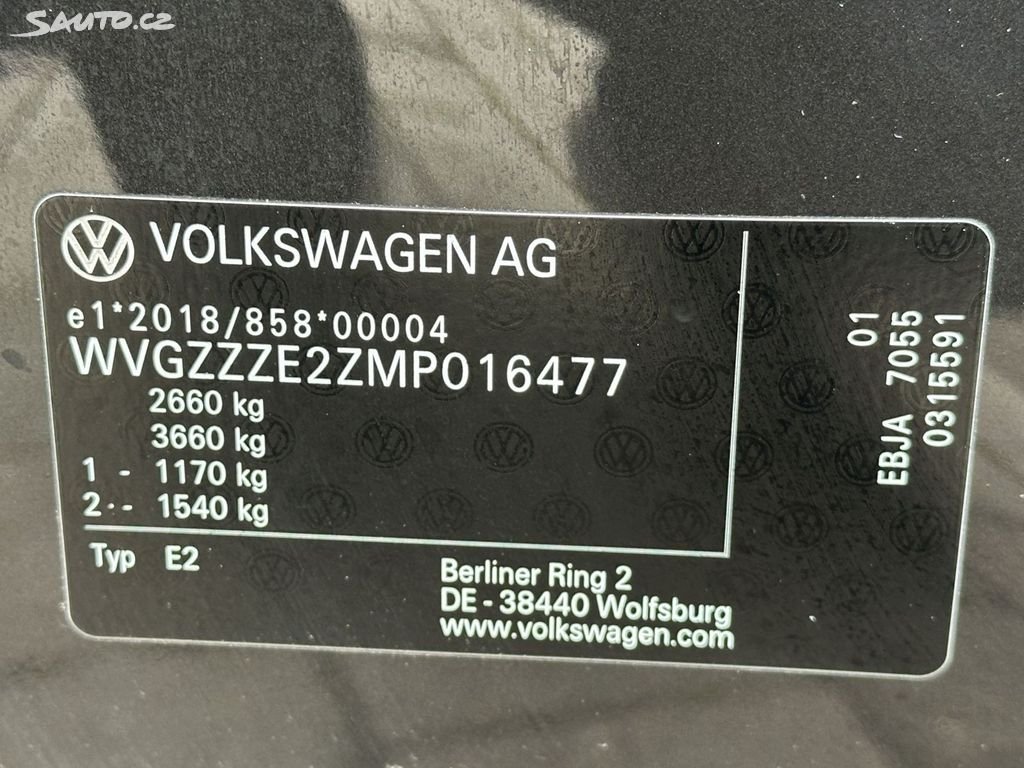 SAUTO.CZ
VOLKSWAGEN AG
e1*2018/858*00004
WVGZZZE2ZMP016477
2660 kg
3660 kg
1 - 1170 kg
2 - 1540 kg
Typ E2
Berliner Ring 2
DE - 38440 Wolfsburg
www.volkswagen.com
01
EBJA 7055
0315591